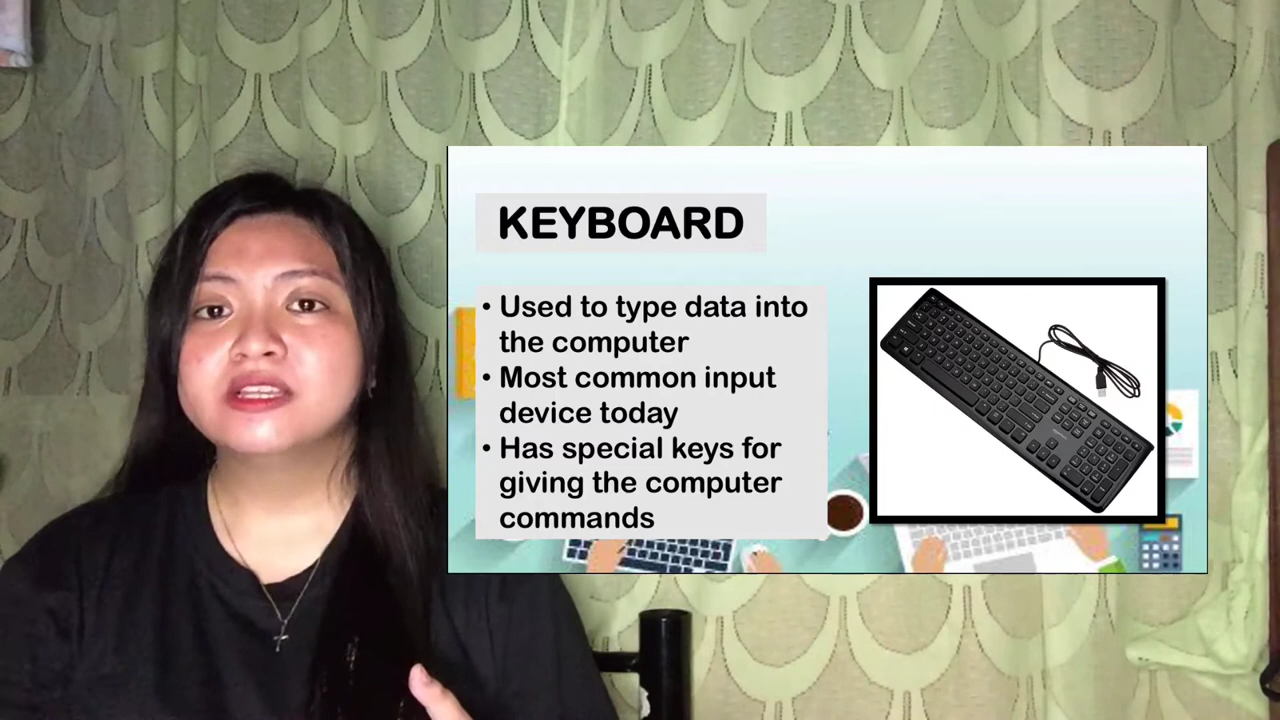 KEYBOARD
• Used to type data into
the computer
• Most common input
device today
• Has special keys for
giving the computer
commands